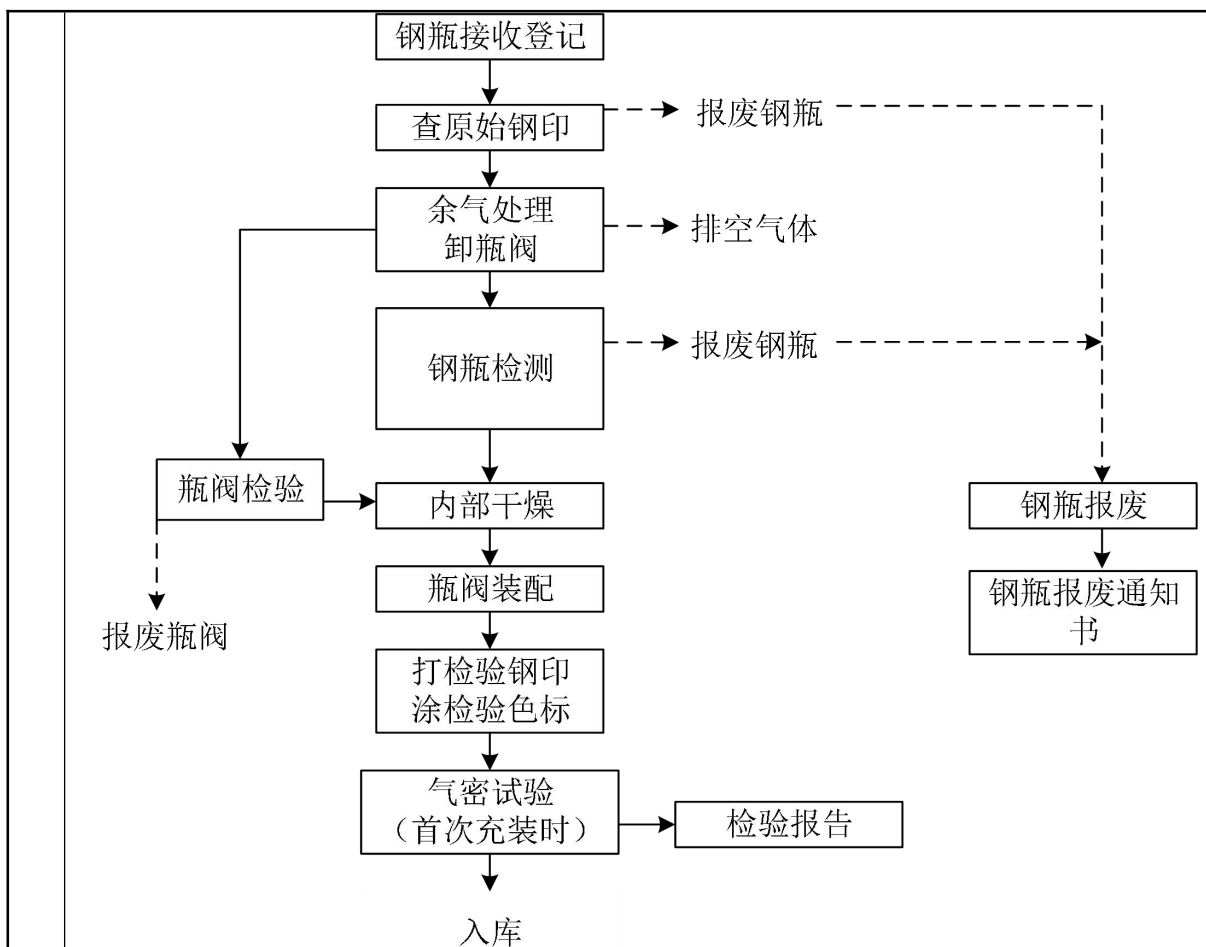 钢瓶接收登记
查原始钢印
报废钢瓶
余气处理
卸瓶阀
排空气体
钢瓶检测
报废钢瓶
瓶阀检验
内部干燥
钢瓶报废
瓶阀装配
钢瓶报废通知
书
报废瓶阀
打检验钢印
涂检验色标
气密试验
（首次充装时）
检验报告
入库